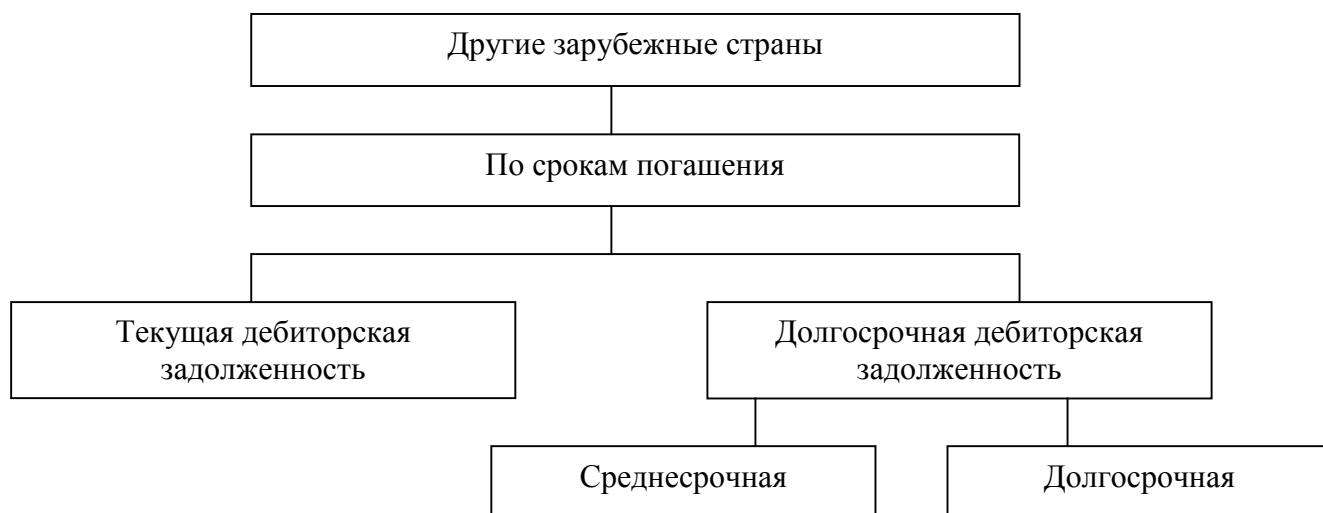 Другие зарубежные страны
По срокам погашения
Текущая дебиторская
задолженность
Долгосрочная дебиторская
задолженность
Среднесрочная
Долгосрочная